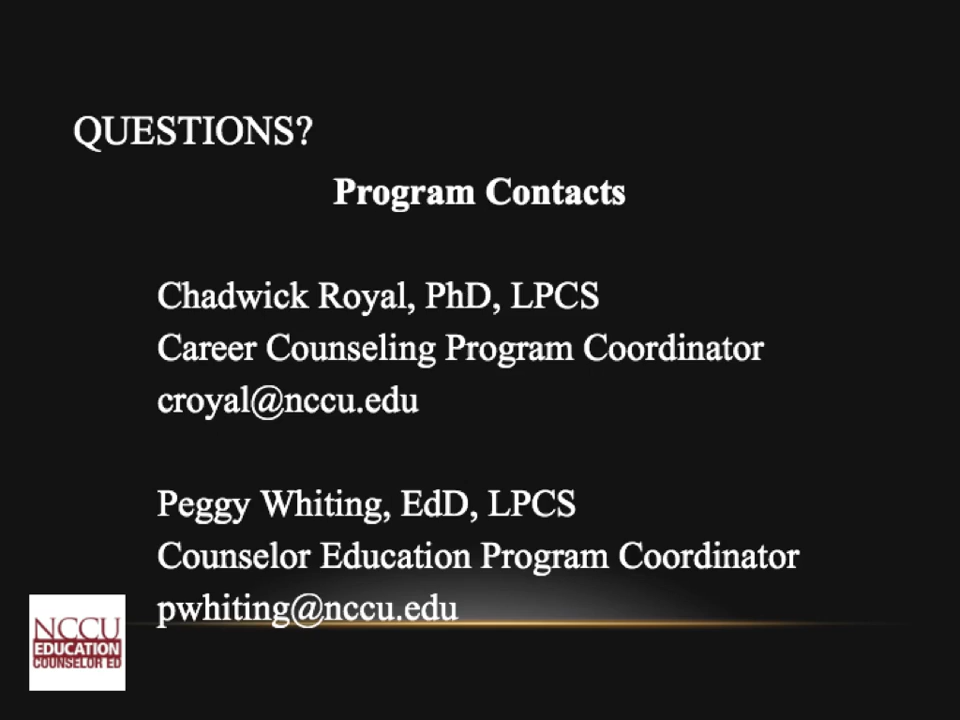 QUESTIONS?
Program Contacts
Chadwick Royal, PhD, LPCS
Career Counseling Program Coordinator
croyal@nccu.edu
Peggy Whiting, EdD, LPCS
Counselor Education Program Coordinator
pwhiting@nccu.edu
NCCU
EDUCATION
COUNSELOR ED